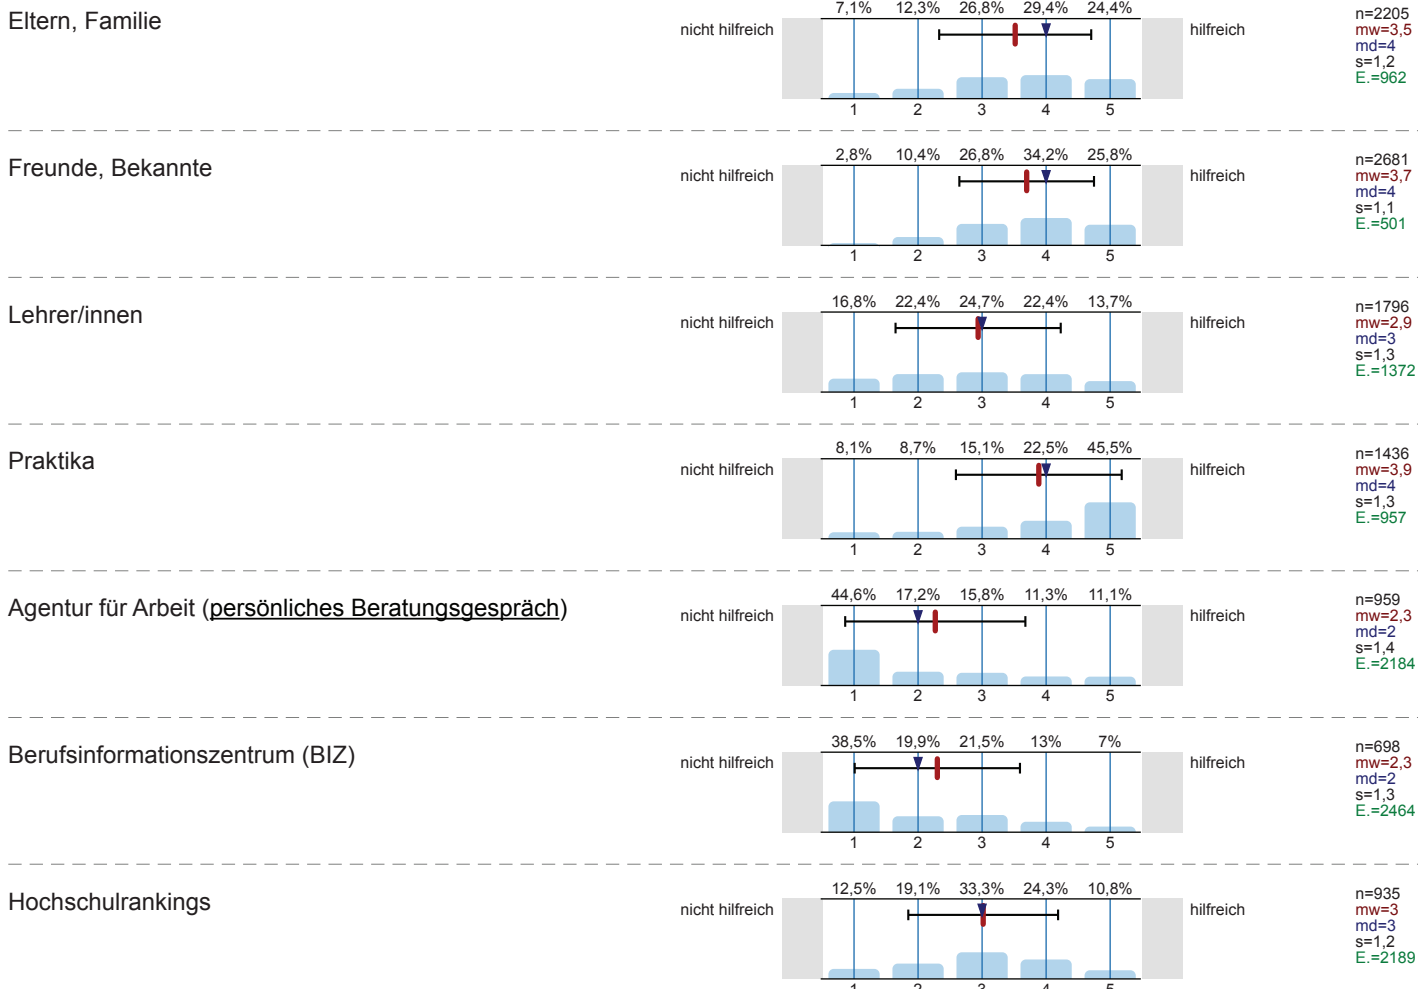 Eltern, Familie
nicht hilfreich
7,1% 12,3% 26,8% 29,4% 24,4%
1 2 3 4 5
hilfreich
n=2205
mw=3,5
md=4
s=1,2
E.=962
Freunde, Bekannte
nicht hilfreich
2,8% 10,4% 26,8% 34,2% 25,8%
1 2 3 4 5
hilfreich
n=2681
mw=3,7
md=4
s=1,1
E.=501
Lehrer/innen
nicht hilfreich
16,8% 22,4% 24,7% 22,4% 13,7%
1 2 3 4 5
hilfreich
n=1796
mw=2,9
md=3
s=1,3
E.=1372
Praktika
nicht hilfreich
8,1% 8,7% 15,1% 22,5% 45,5%
1 2 3 4 5
hilfreich
n=1436
mw=3,9
md=4
s=1,3
E.=957
Agentur für Arbeit (persönliches Beratungsgespräch)
nicht hilfreich
44,6% 17,2% 15,8% 11,3% 11,1%
1 2 3 4 5
hilfreich
n=959
mw=2,3
md=2
s=1,4
E.=2184
Berufsinformationszentrum (BIZ)
nicht hilfreich
38,5% 19,9% 21,5% 13% 7%
1 2 3 4 5
hilfreich
n=698
mw=2,3
md=2
s=1,3
E.=2464
Hochschulrankings
nicht hilfreich
12,5% 19,1% 33,3% 24,3% 10,8%
1 2 3 4 5
hilfreich
n=935
mw=3
md=3
s=1,2
E.=2189